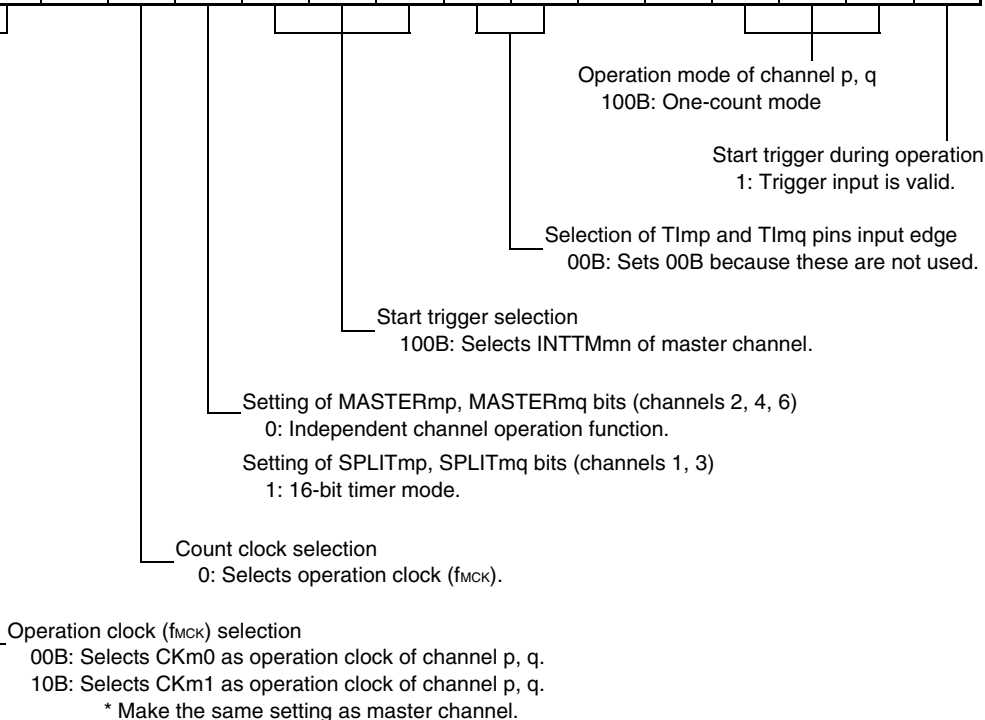 Operation mode of channel p, q
100B: One-count mode
Start trigger during operation
1: Trigger input is valid.
Selection of TImp and TImq pins input edge
00B: Sets 00B because these are not used.
Start trigger selection
100B: Selects INTTMmn of master channel.
Setting of MASTERmp, MASTERmq bits (channels 2, 4, 6)
0: Independent channel operation function.
Setting of SPLITmp, SPLITmq bits (channels 1, 3)
1: 16-bit timer mode.
Count clock selection
0: Selects operation clock (fMCK).
Operation clock (fMCK) selection
00B: Selects CKm0 as operation clock of channel p, q.
10B: Selects CKm1 as operation clock of channel p, q.
* Make the same setting as master channel.